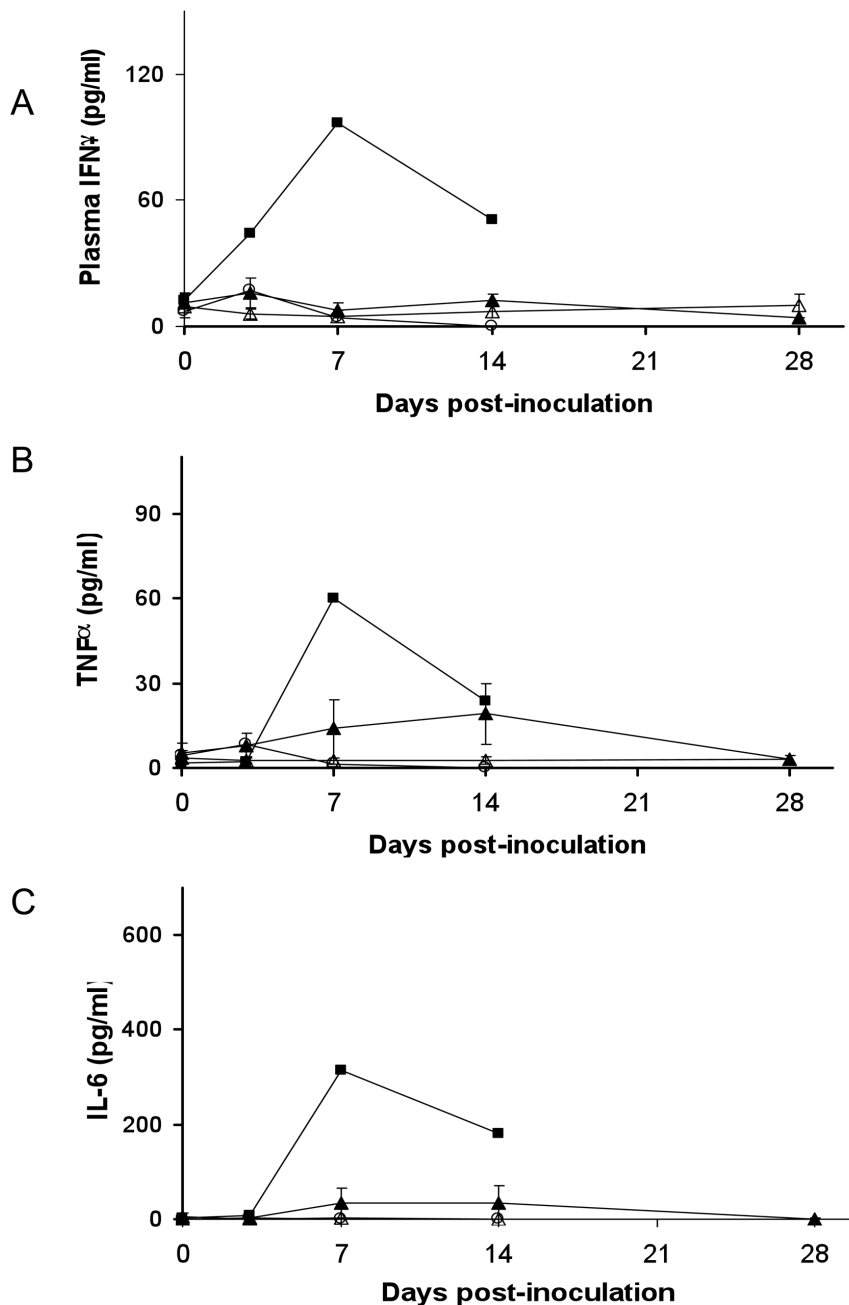 A
Plasma IFNγ (pg/ml)
120
60
0
0 7 14 21 28
Days post-inoculation
B
TNFα (pg/ml)
90
60
30
0
0 7 14 21 28
Days post-inoculation
C
IL-6 (pg/ml)
600
400
200
0
0 7 14 21 28
Days post-inoculation